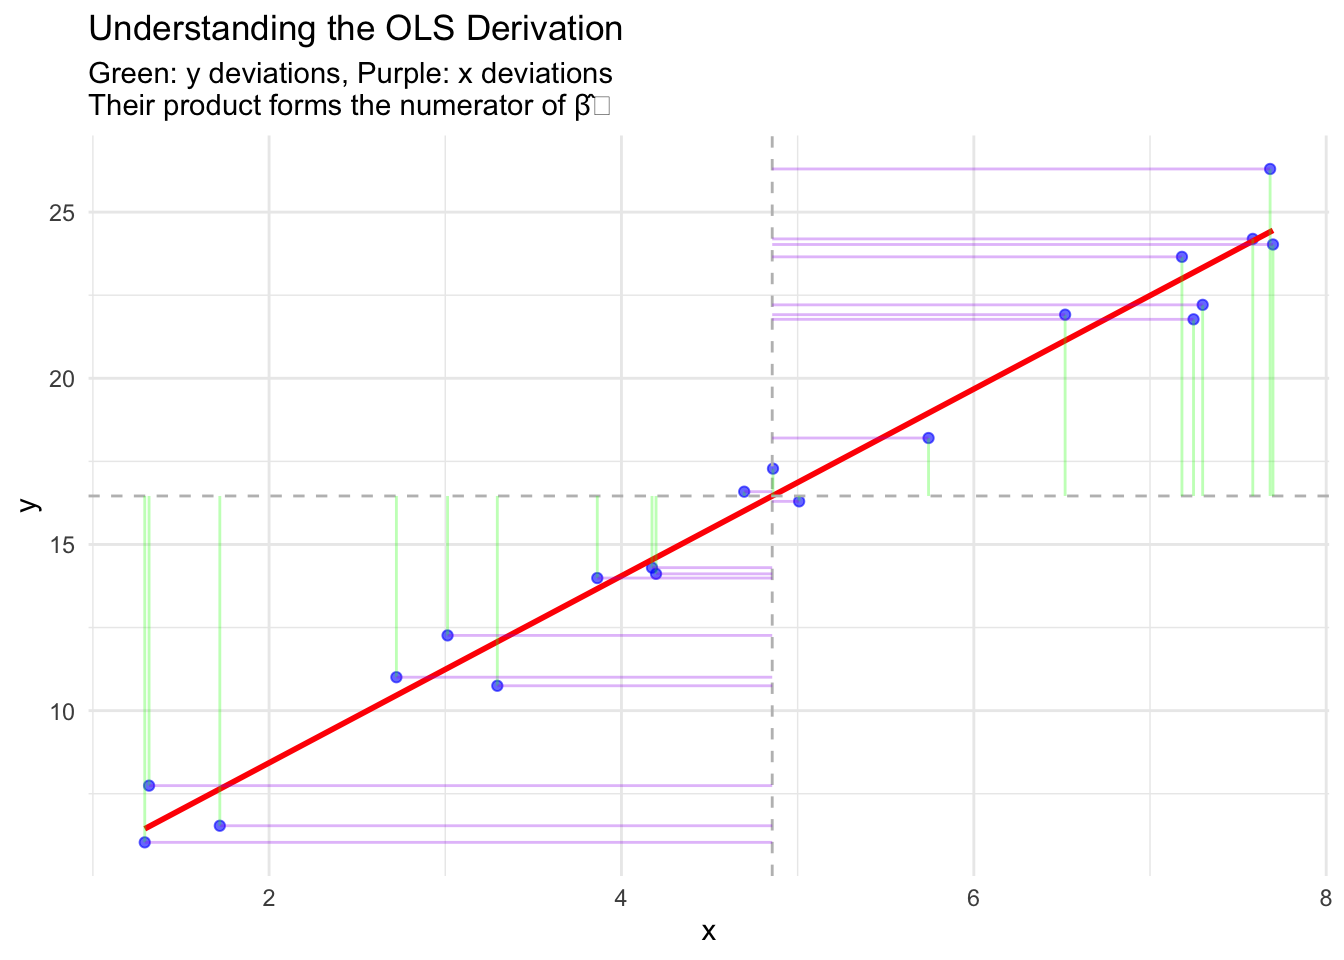 Understanding the OLS Derivation
Green: y deviations, Purple: x deviations
Their product forms the numerator of β̂□
25
20
15
10
y
2
4
6
8
x